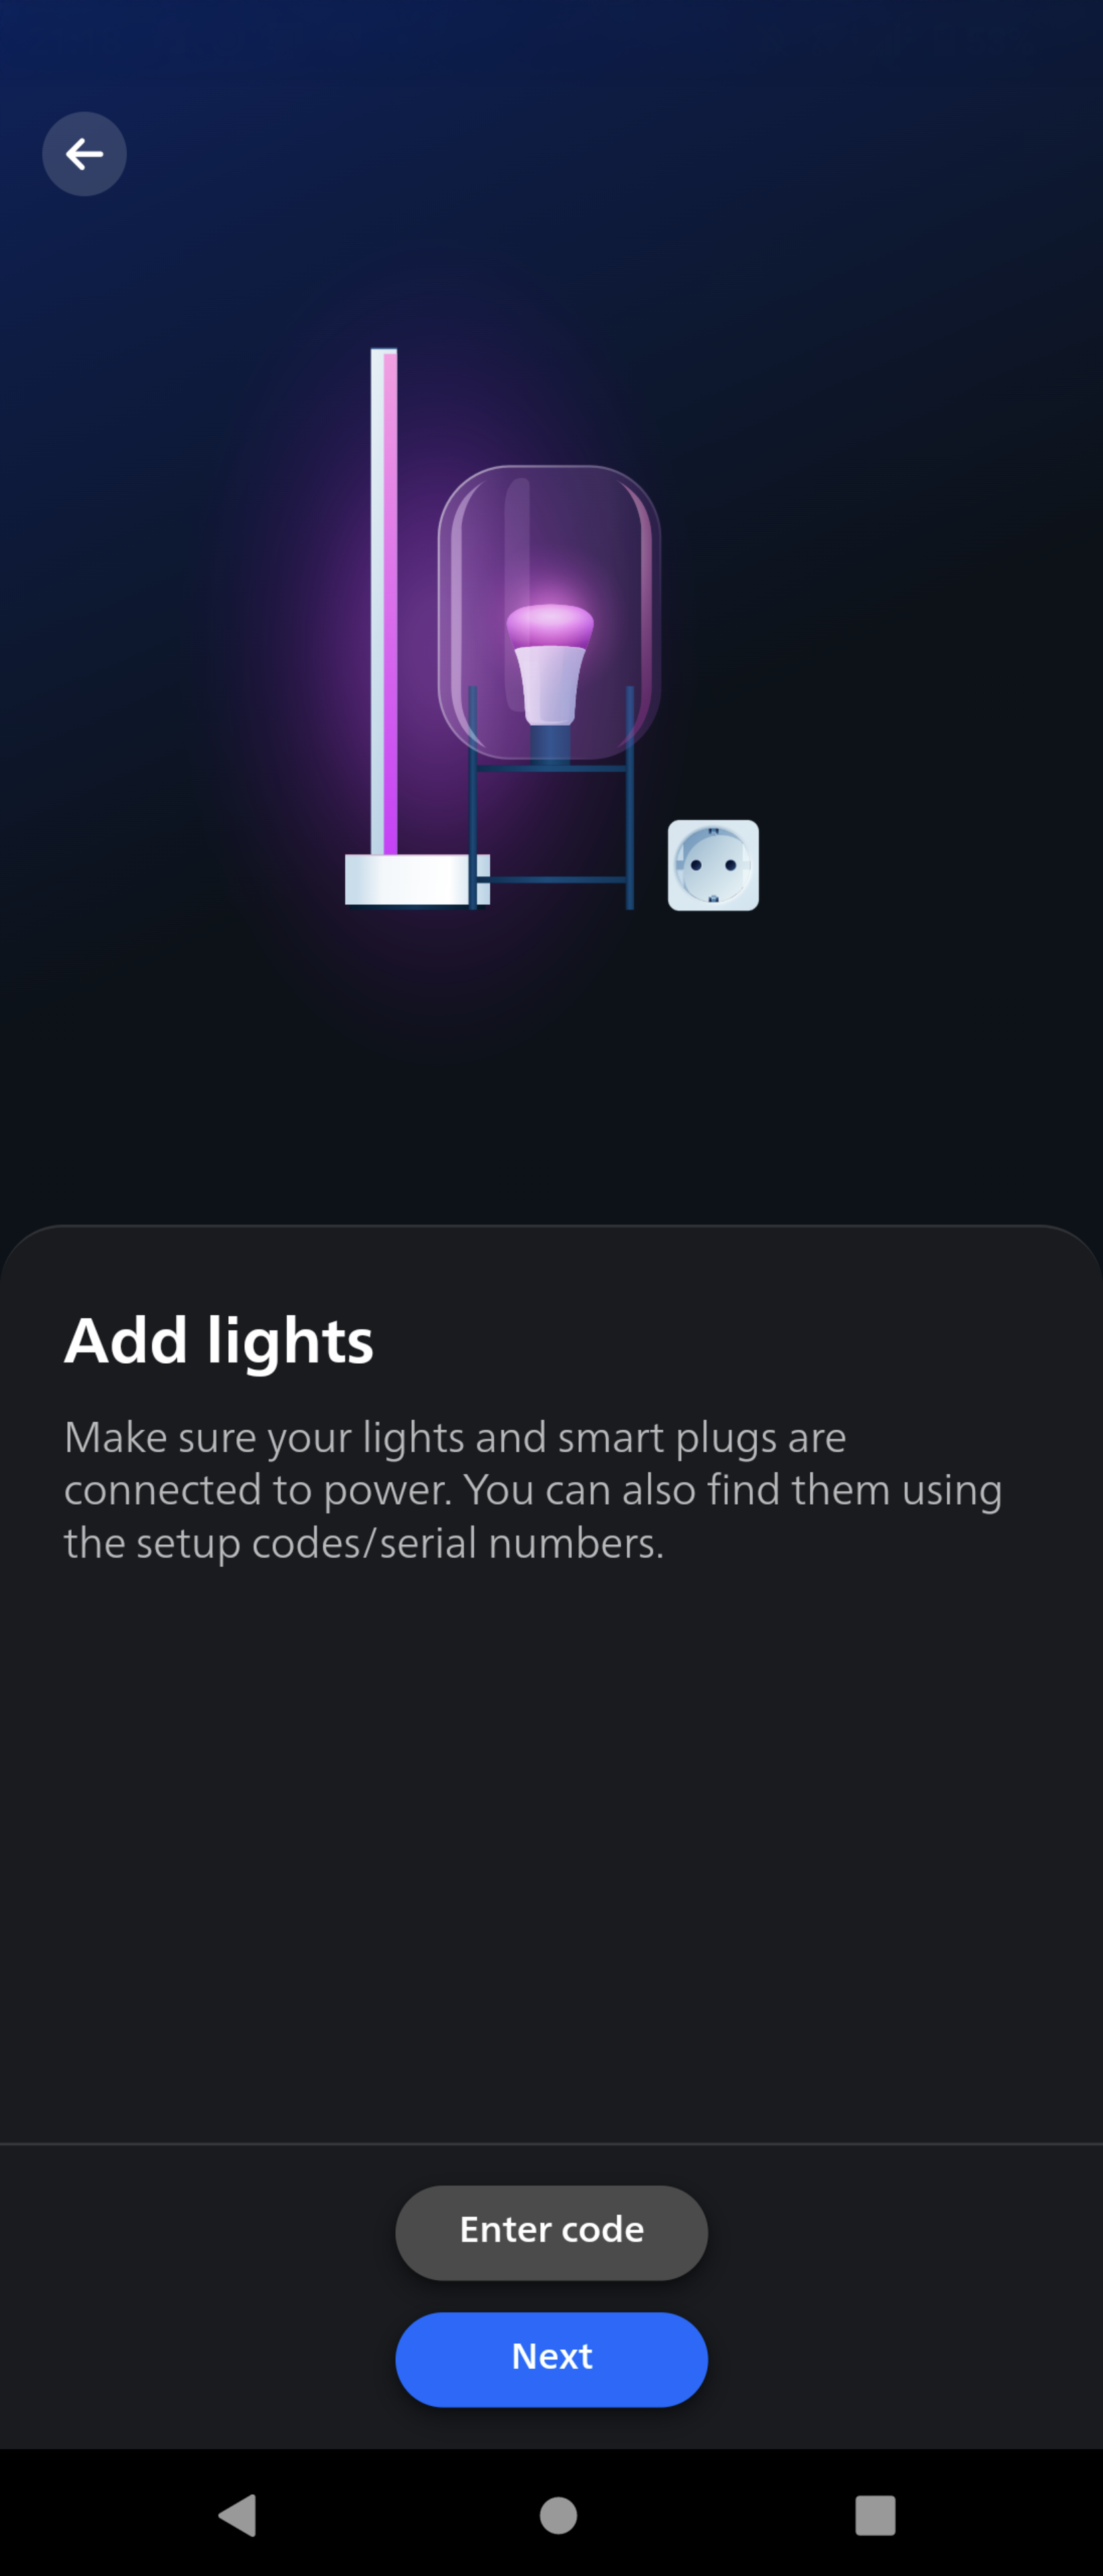 Add lights
Make sure your lights and smart plugs are
connected to power. You can also find them using
the setup codes/serial numbers.
Enter code
Next